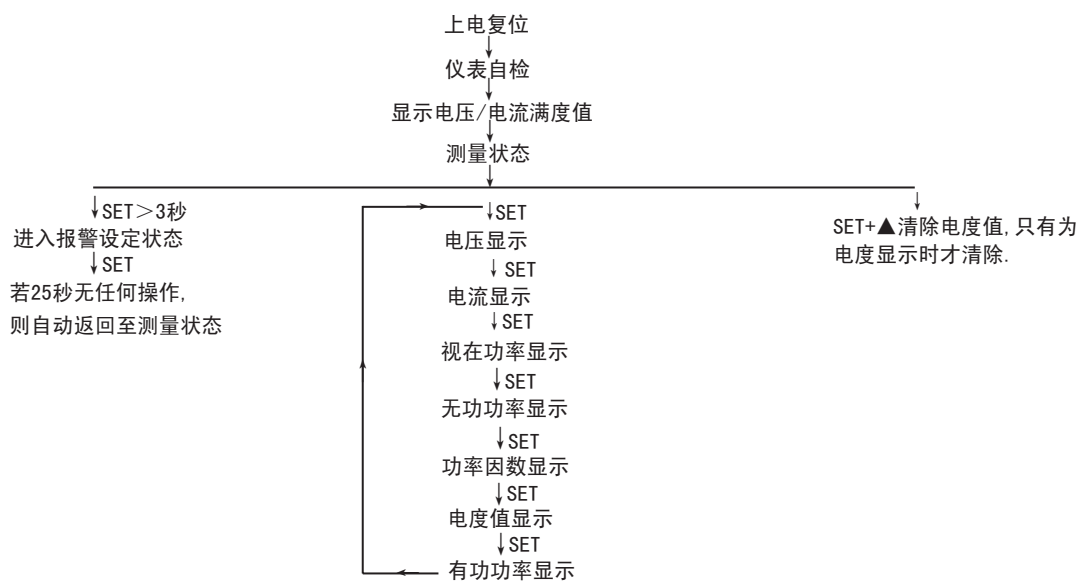 上电复位
仪表自检
显示电压/电流满度值
测量状态
SET＞3秒
进入报警设定状态
SET
若25秒无任何操作,
则自动返回至测量状态
SET
电压显示
SET
电流显示
SET
视在功率显示
SET
无功功率显示
SET
功率因数显示
SET
电度值显示
SET
有功功率显示
SET+▲清除电度值,只有为
电度显示时才清除.